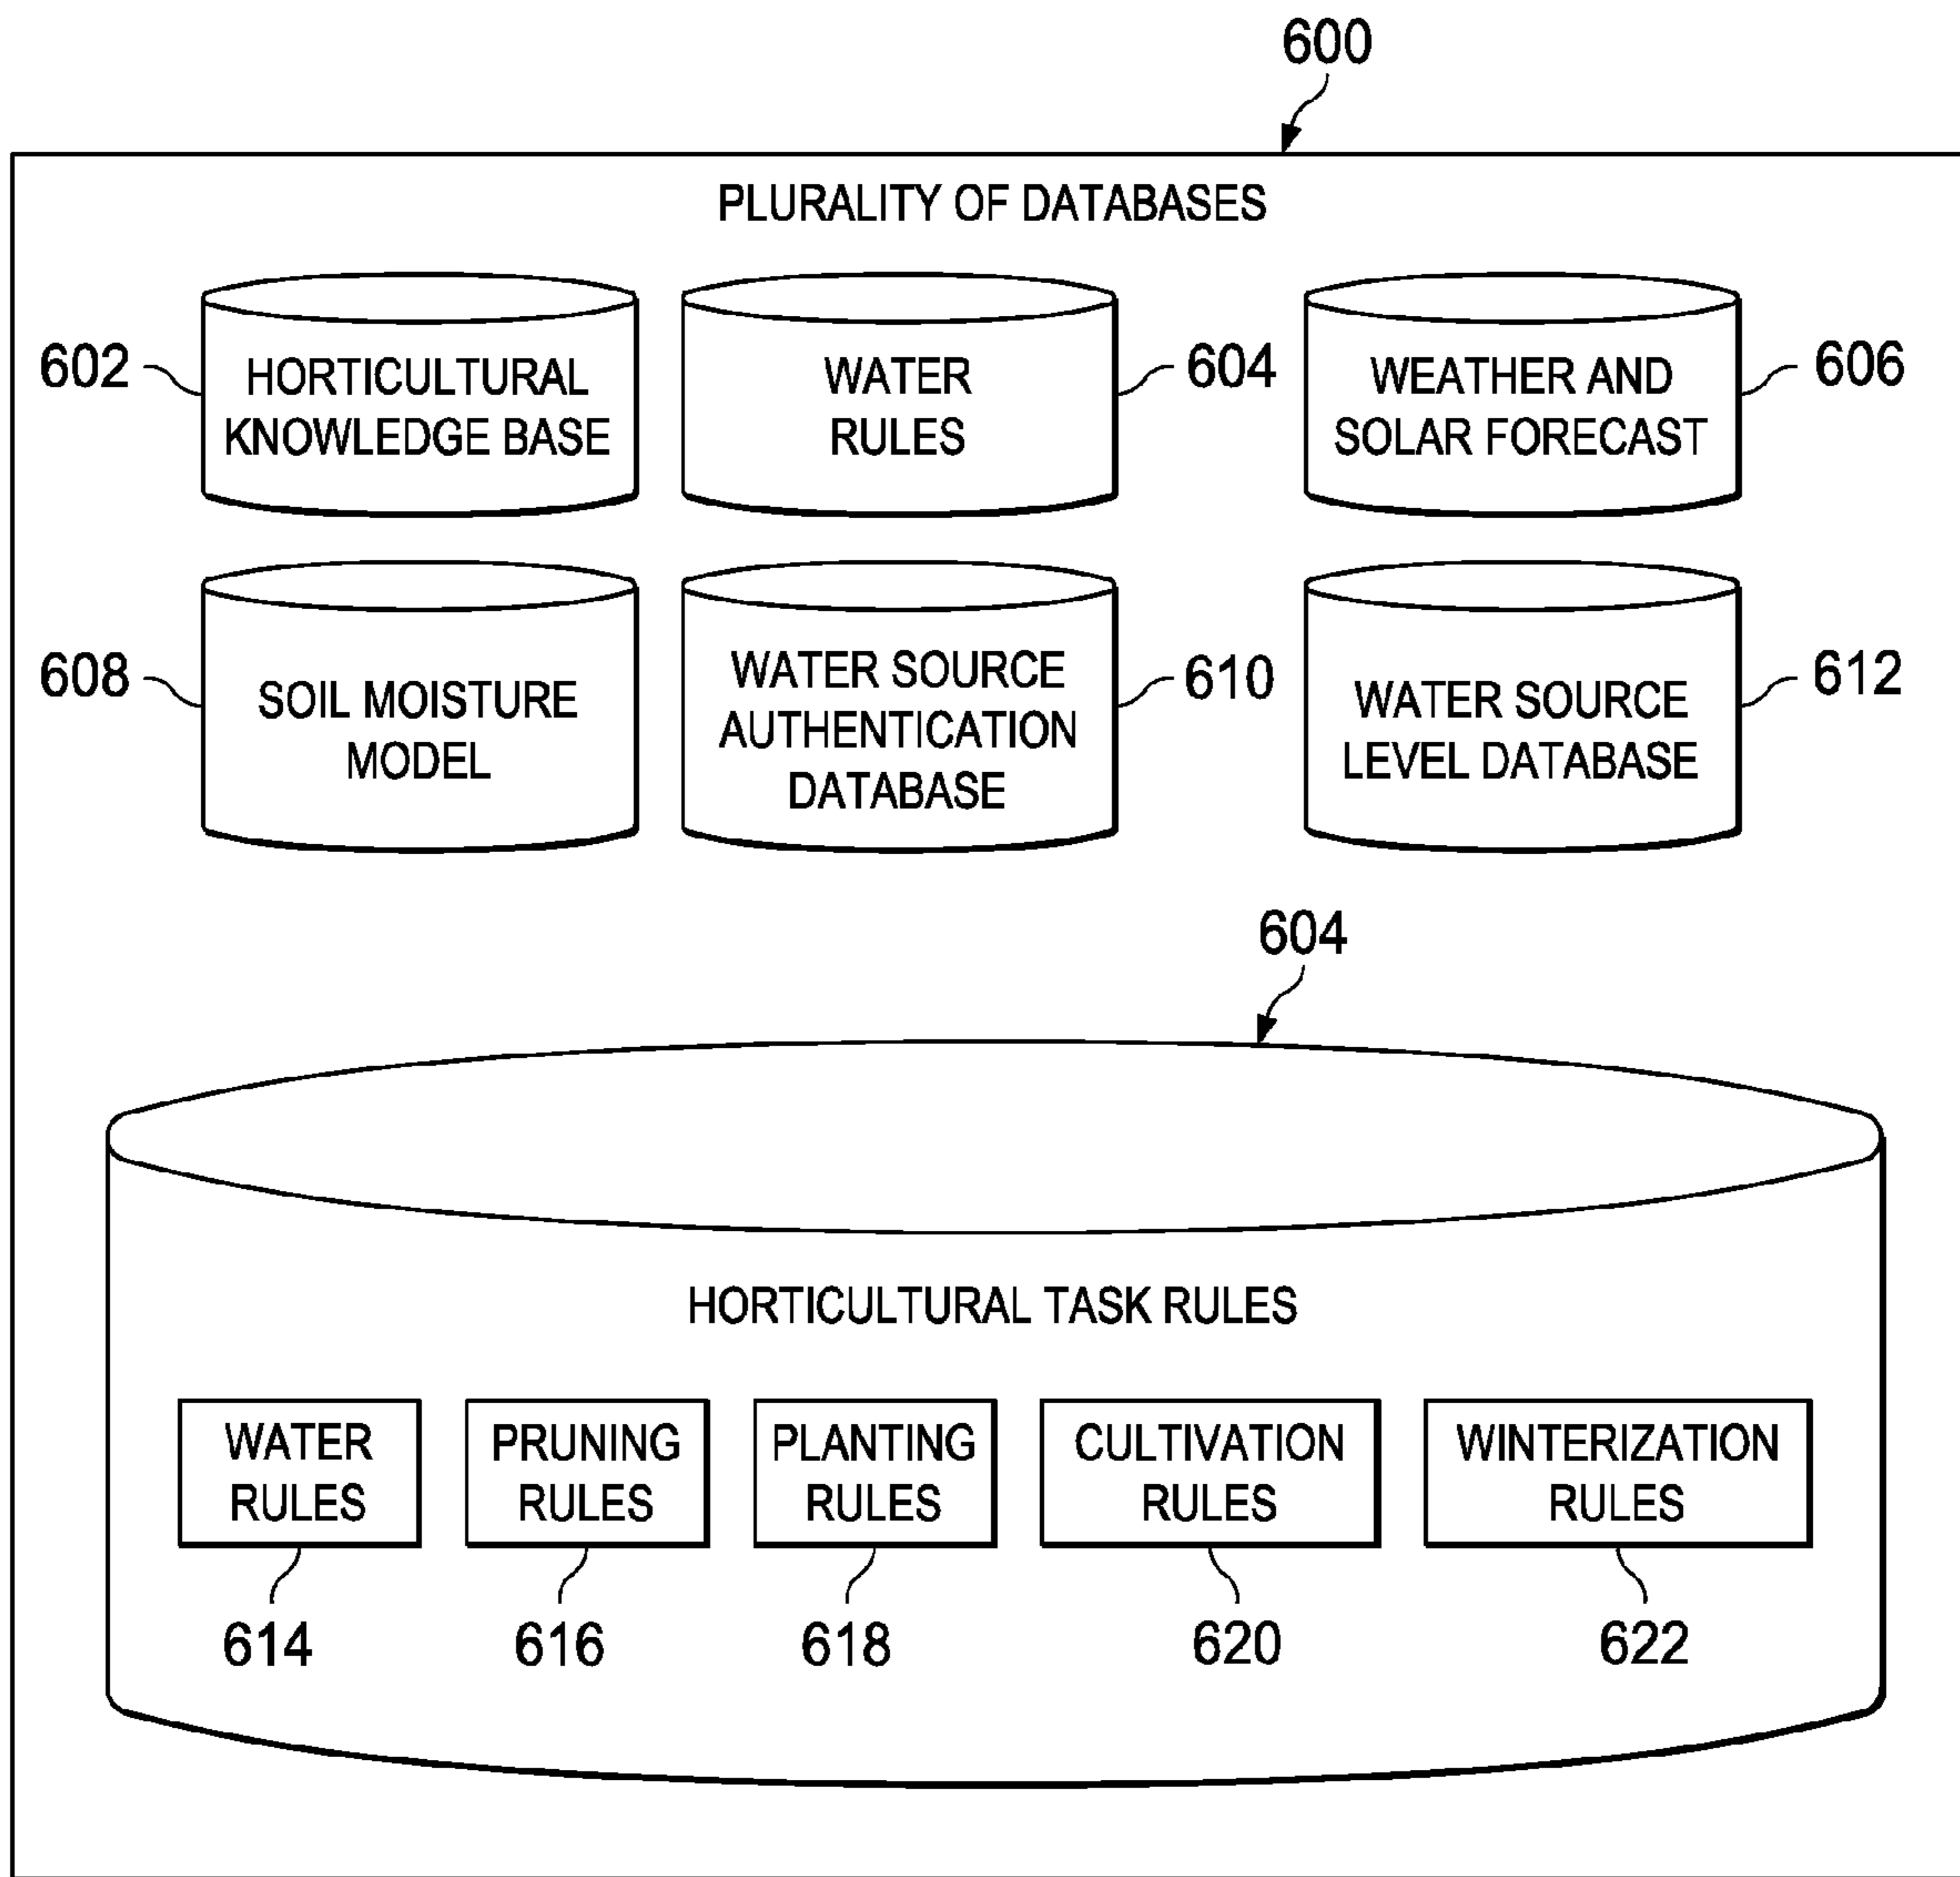 600
PLURALITY OF DATABASES
602
HORTICULTURAL
KNOWLEDGE BASE
WATER
RULES
604
WEATHER AND
SOLAR FORECAST
606
608
SOIL MOISTURE
MODEL
WATER SOURCE
AUTHENTICATION
DATABASE
610
WATER SOURCE
LEVEL DATABASE
612
604
HORTICULTURAL TASK RULES
WATER
RULES
PRUNING
RULES
PLANTING
RULES
CULTIVATION
RULES
WINTERIZATION
RULES
614
616
618
620
622